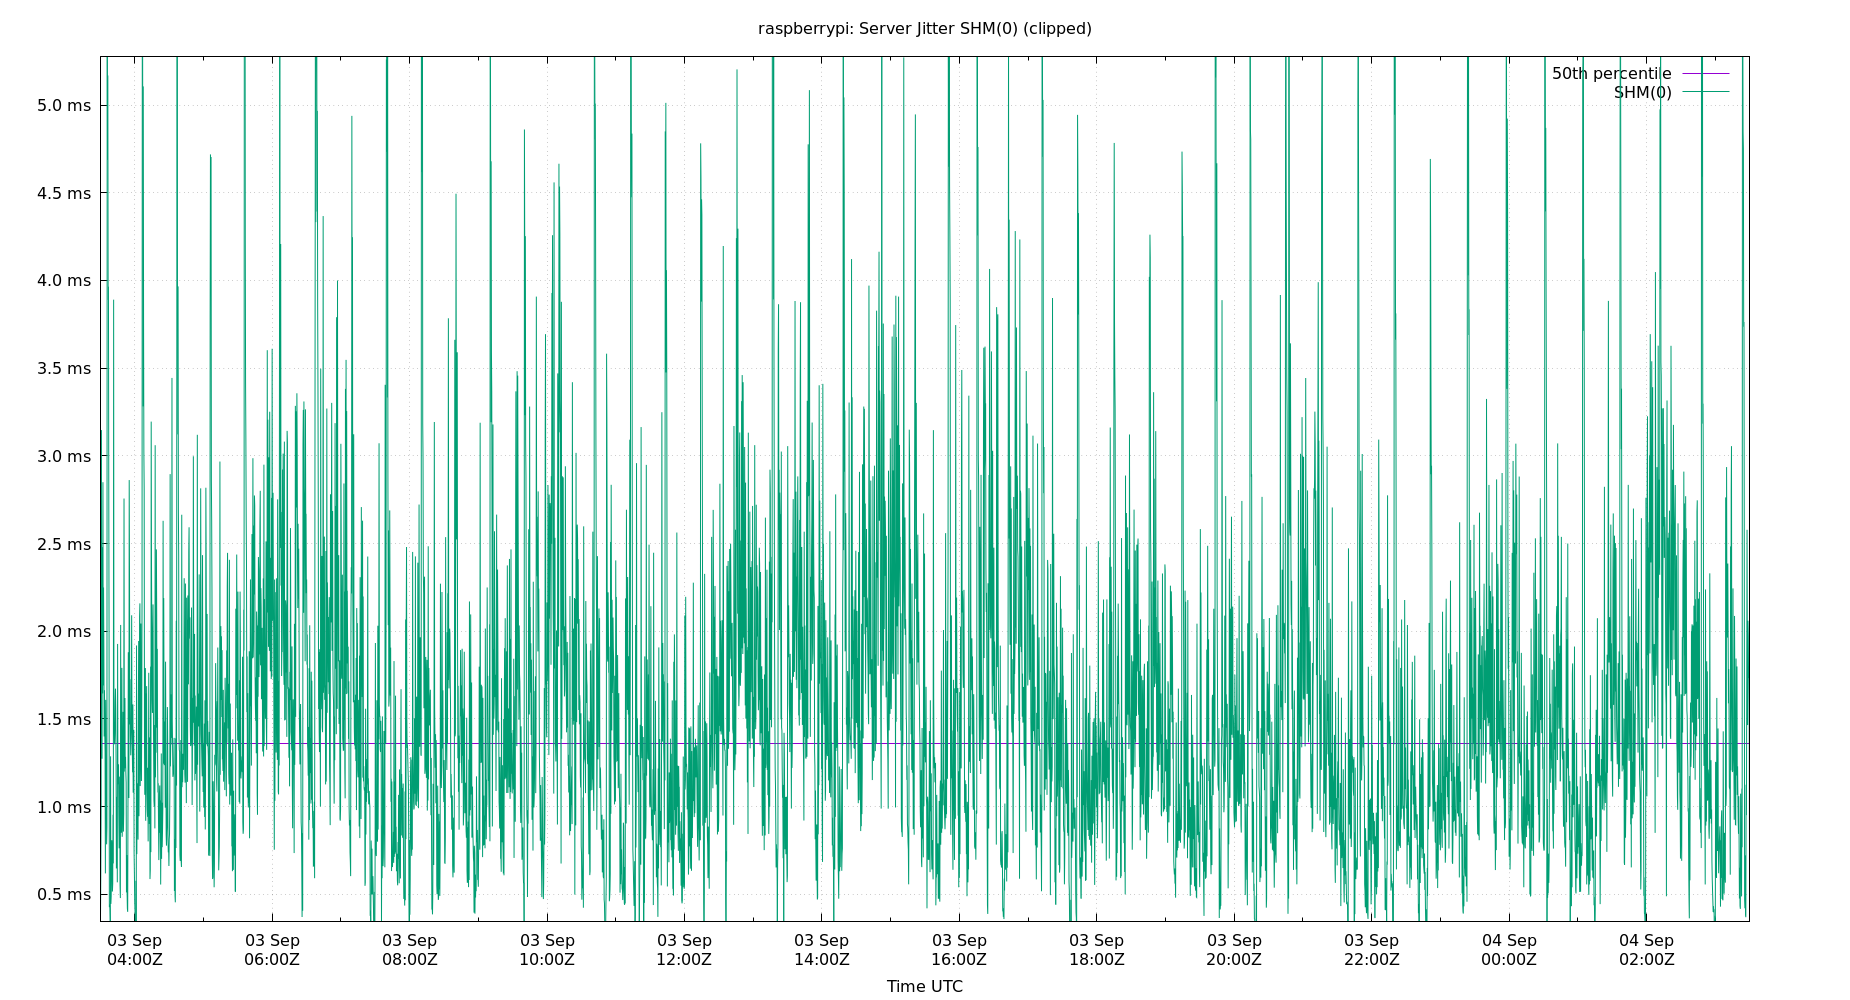 raspberrypi: Server Jitter SHM(0) (clipped)
50th percentile
SHM(0)
5.0 ms
4.5 ms
4.0 ms
3.5 ms
3.0 ms
2.5 ms
2.0 ms
1.5 ms
1.0 ms
0.5 ms
03 Sep 03 Sep 03 Sep 03 Sep 03 Sep 03 Sep 03 Sep 03 Sep 03 Sep 03 Sep 04 Sep 04 Sep
04:00Z 06:00Z 08:00Z 10:00Z 12:00Z 14:00Z 16:00Z 18:00Z 20:00Z 22:00Z 00:00Z 02:00Z
Time UTC